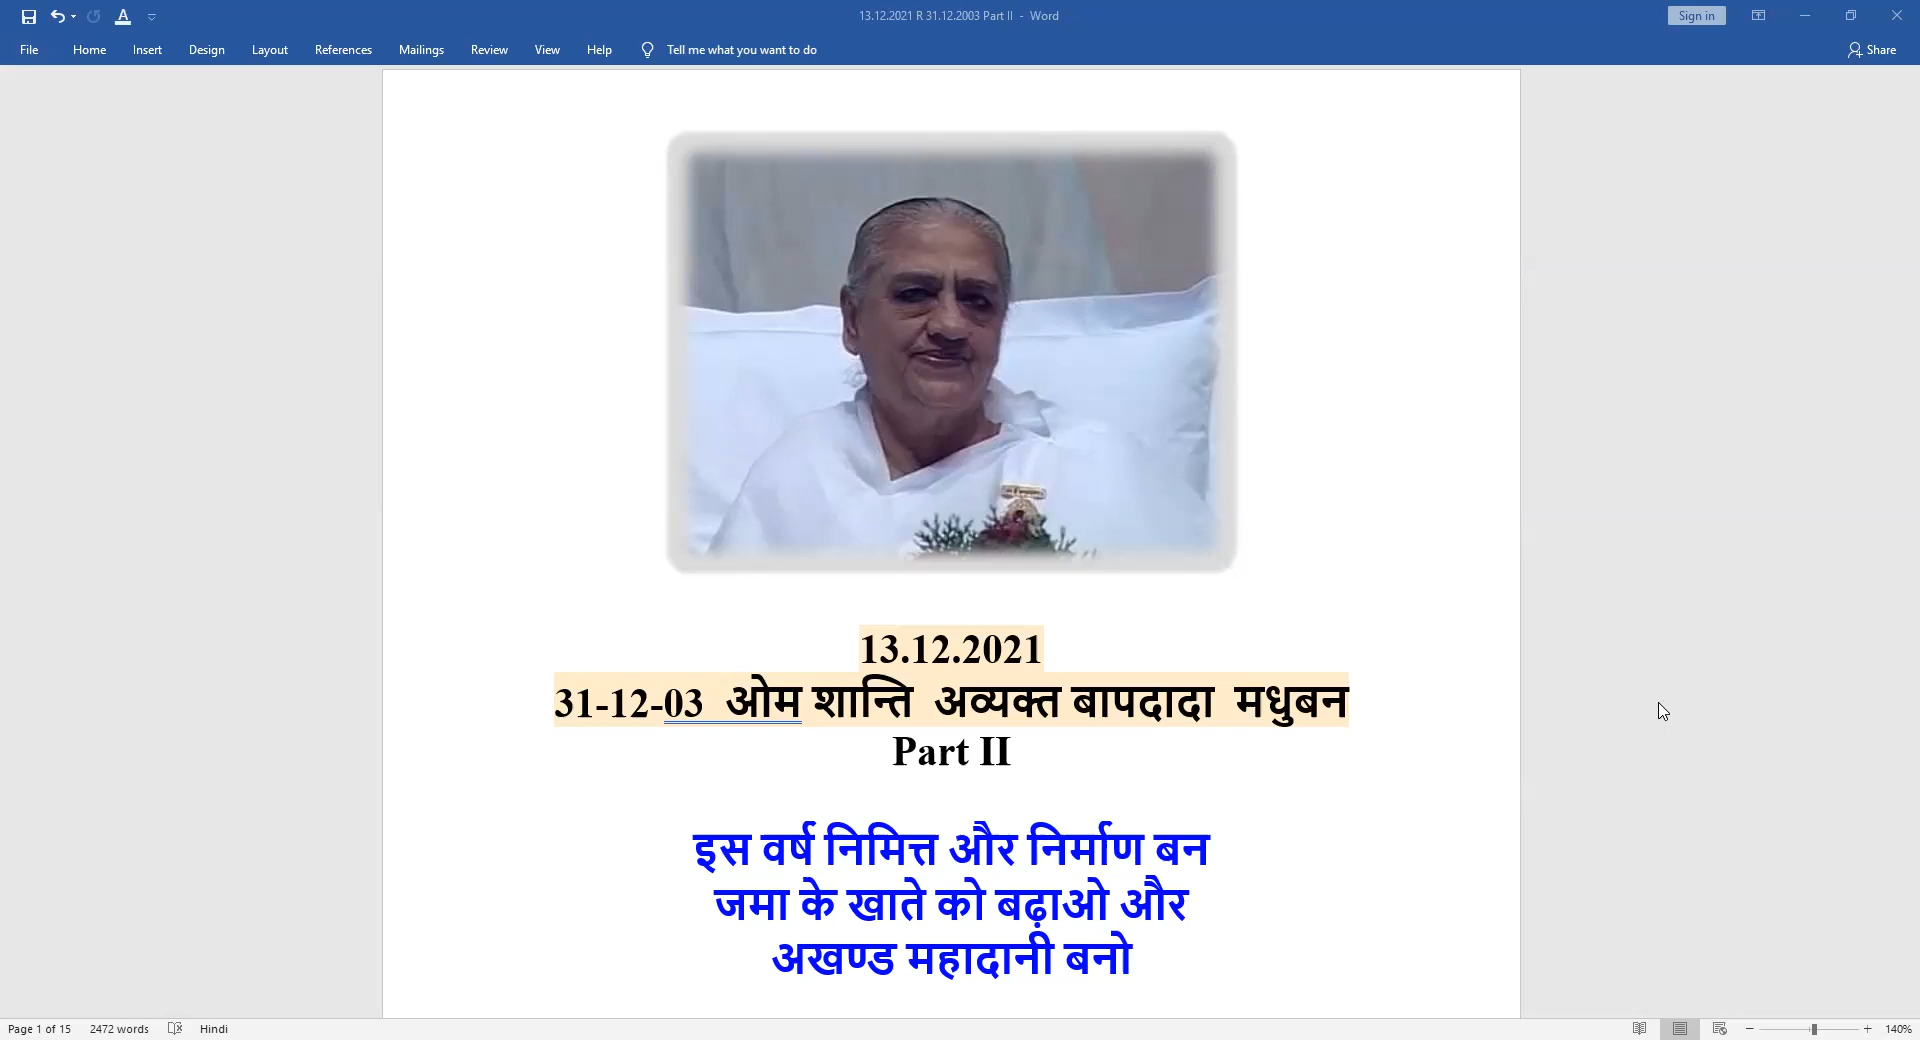 13.12.2021 R 31.12.2003 Part II - Word
Sign in
File Home Insert Design Layout References Mailings Review View Help Tell me what you want to do
Share
13.12.2021
31-12-03 ओम शान्ति अव्यक्त बापदादा मधुबन
Part II
इस वर्ष निमित्त और निर्माण बन
जमा के खाते को बढ़ाओ और
अखण्ड महादानी बनो
Page 1 of 15 2472 words Hindi
140%